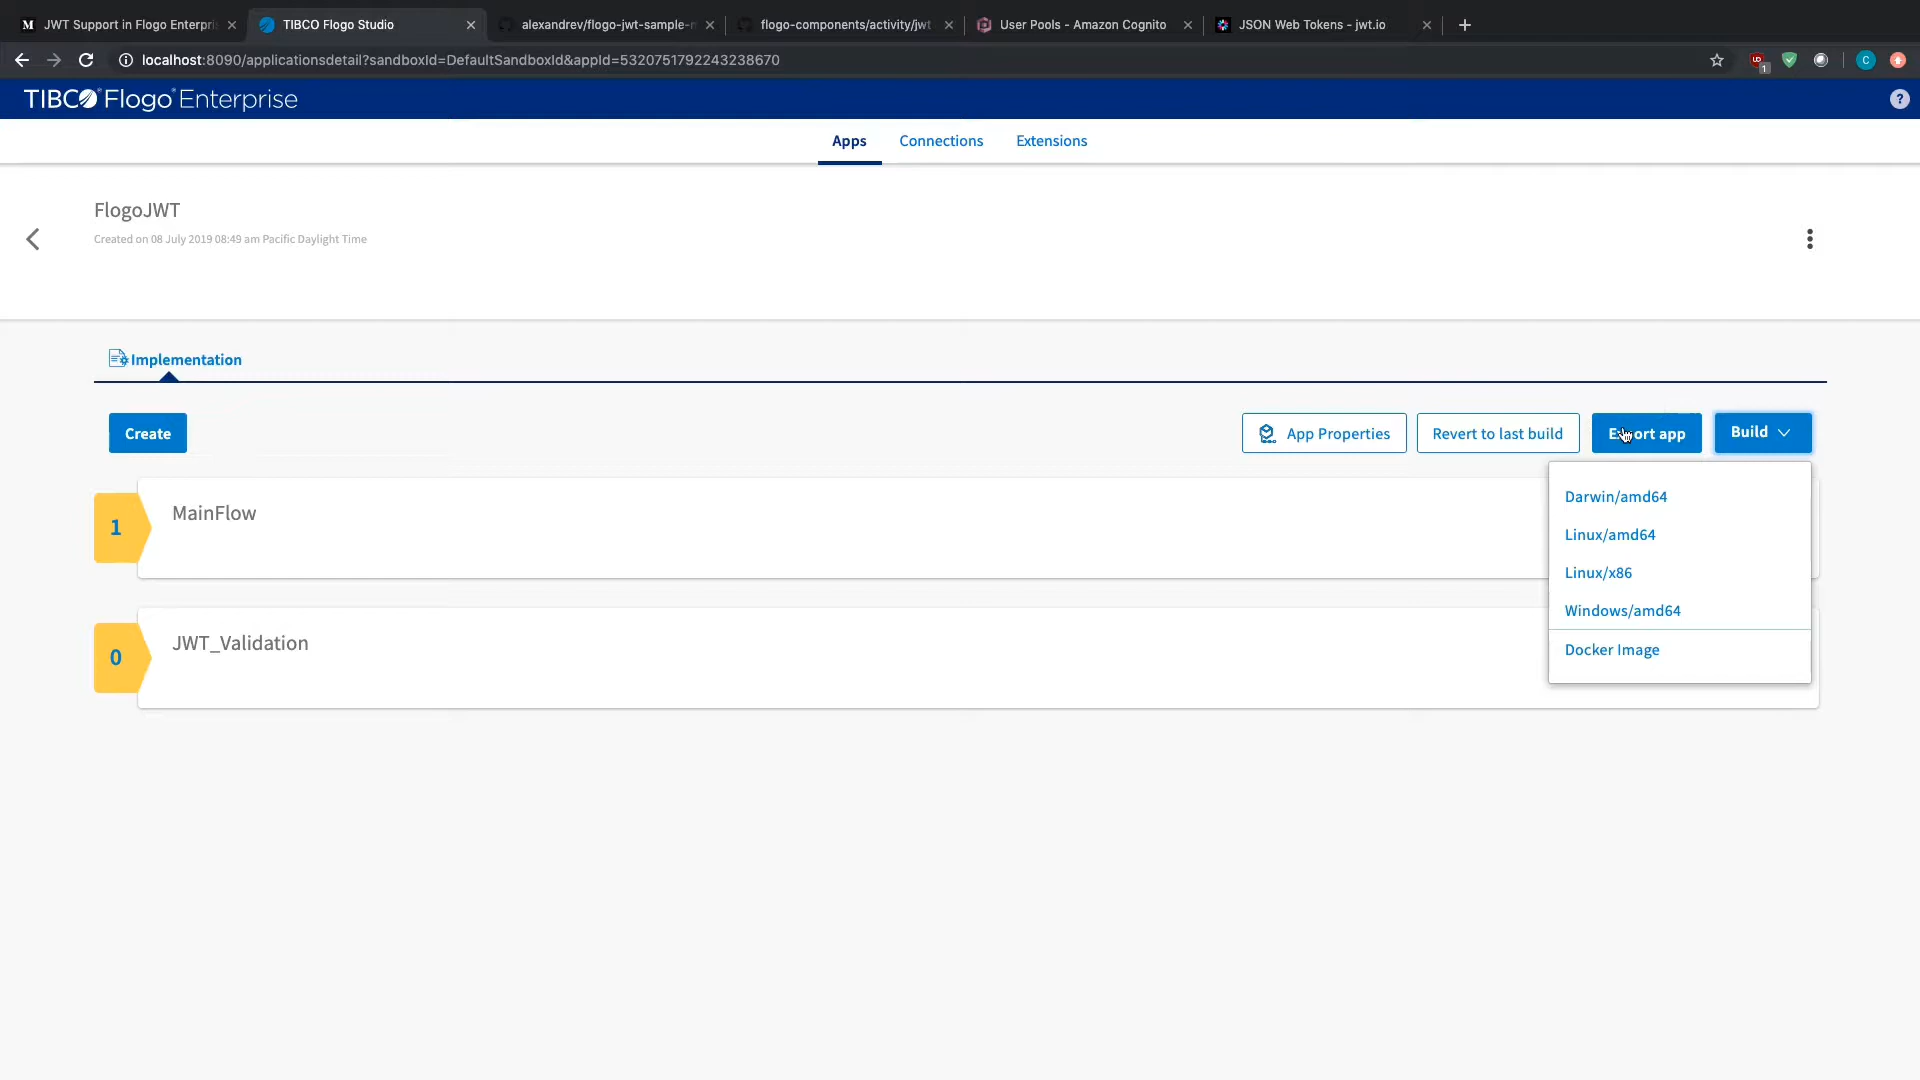 M JWT Support in Flogo Enterpri
TIBCO Flogo Studio
alexandrev/flogo-jwt-sample-
flogo-components/activity/jwt
User Pools - Amazon Cognito
JSON Web Tokens - jwt.io
localhost:8090/applicationsdetail?sandboxId=DefaultSandboxId&appId=5320751792243238670
1
C
TIBCO Flogo Enterprise
?
Apps
Connections
Extensions
FlogoJWT
Created on 08 July 2019 08:49 am Pacific Daylight Time
Implementation
Create
App Properties
Revert to last build
Export app
Build
Darwin/amd64
Linux/amd64
Linux/x86
Windows/amd64
Docker Image
1
MainFlow
0
JWT_Validation